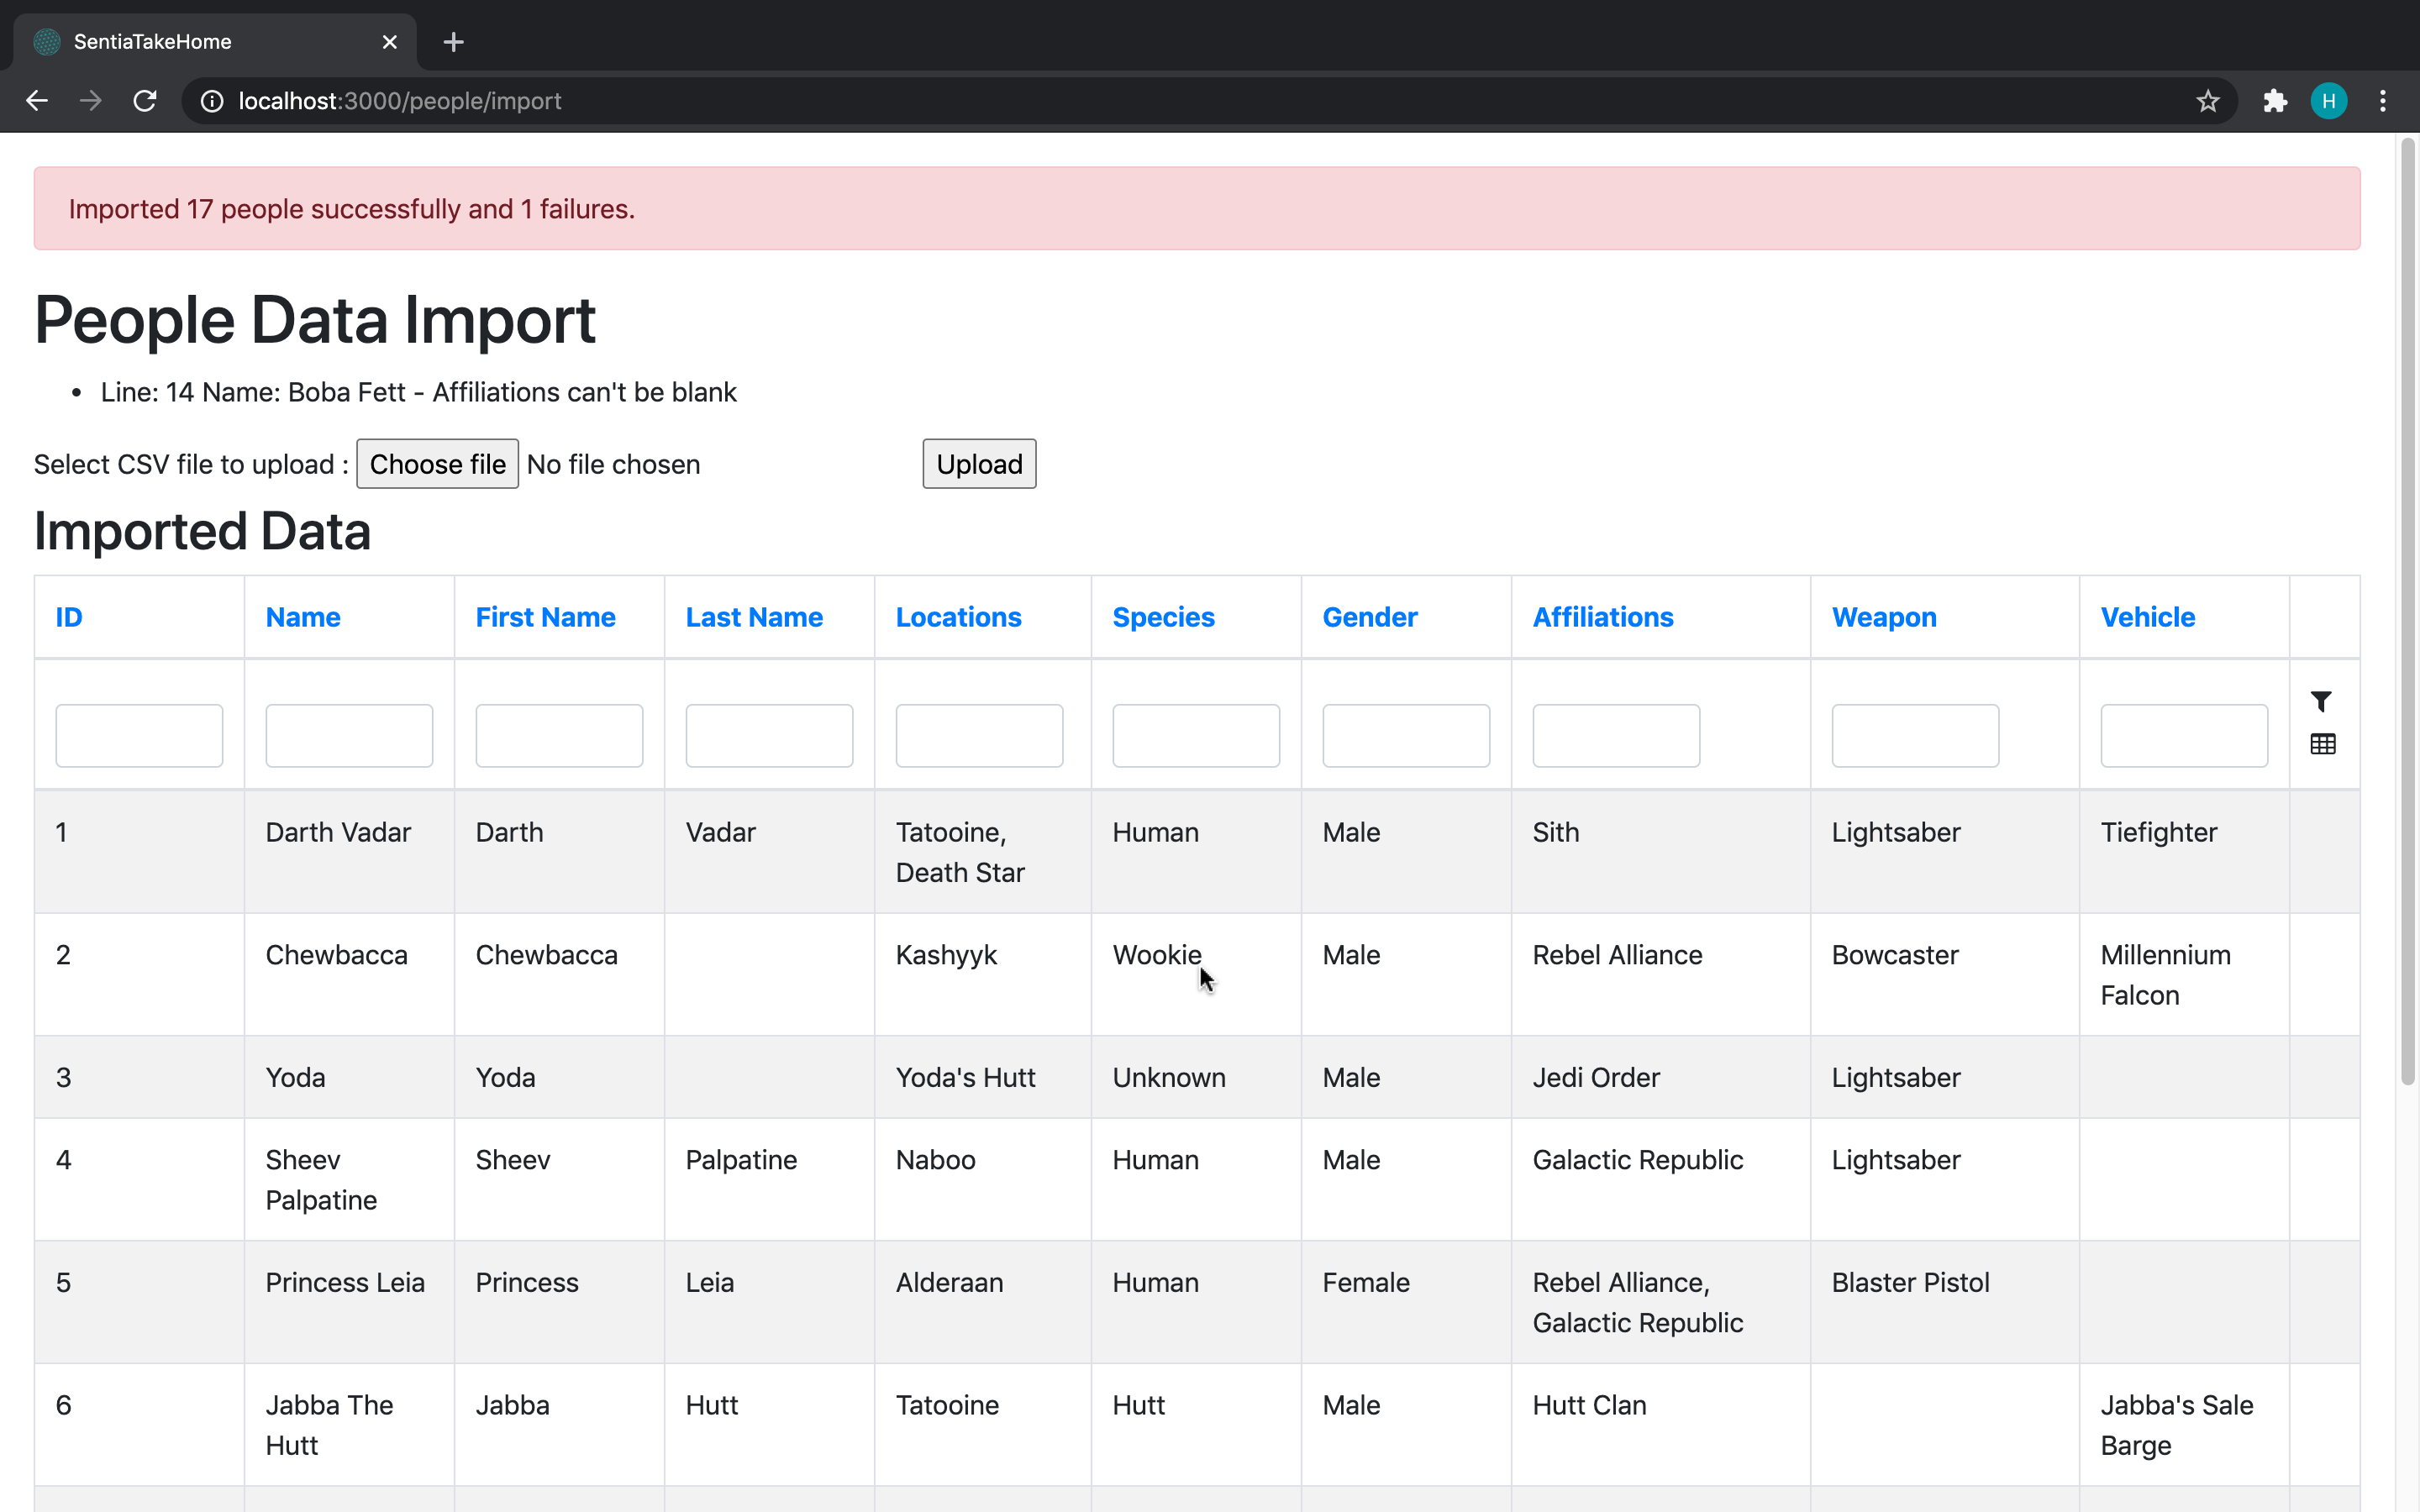 SentiaTakeHome
localhost:3000/people/import
H
Imported 17 people successfully and 1 failures.
People Data Import
• Line: 14 Name: Boba Fett - Affiliations can't be blank
Select CSV file to upload : Choose file No file chosen Upload
Imported Data
ID Name First Name Last Name Locations Species Gender Affiliations Weapon Vehicle
1 Darth Vadar Darth Vadar Tatooine, Human Male Sith Lightsaber Tiefighter
Death Star
2 Chewbacca Chewbacca Kashyyk Wookie Male Rebel Alliance Bowcaster Millennium
Falcon
3 Yoda Yoda Yoda's Hutt Unknown Male Jedi Order Lightsaber
4 Sheev Sheev Palpatine Naboo Human Male Galactic Republic Lightsaber
Palpatine
5 Princess Leia Princess Leia Alderaan Human Female Rebel Alliance, Blaster Pistol
Galactic Republic
6 Jabba The Jabba Hutt Tatooine Hutt Male Hutt Clan Jabba's Sale
Hutt Barge